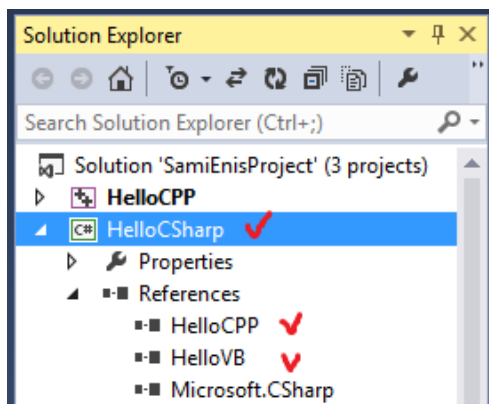 Solution Explorer
Search Solution Explorer (Ctrl+;)
Solution 'SamiEnisProject' (3 projects)
HelloCPP
C# HelloCSharp
Properties
References
HelloCPP
HelloVB
Microsoft.CSharp